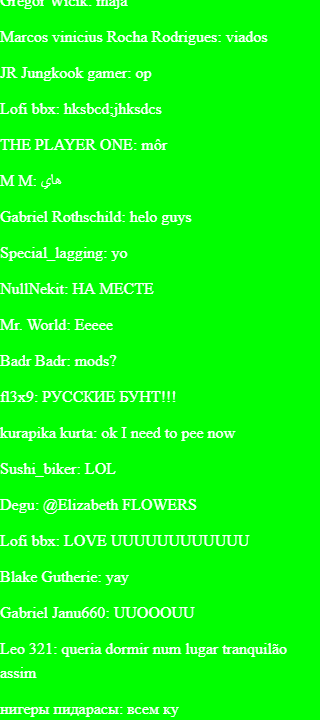 Gregor Wicik: maja
Marcos vinicius Rocha Rodrigues: viados
JR Jungkook gamer: op
Lofi bbx: hksbcd,jhksdcs
THE PLAYER ONE: môr
M M: هاي
Gabriel Rothschild: helo guys
Special_lagging: yo
NullNekit: НА МЕСТЕ
Mr. World: Eeeee
Badr Badr: mods?
fl3x9: РУССКИЕ БУНТ!!!
kurapika kurta: ok I need to pee now
Sushi_biker: LOL
Degu: @Elizabeth FLOWERS
Lofi bbx: LOVE UUUUUUUUUUUU
Blake Gutherie: yay
Gabriel Janu660: UUOOOUU
Leo 321: queria dormir num lugar tranquilão
assim
нигеры пидарасы: всем ку